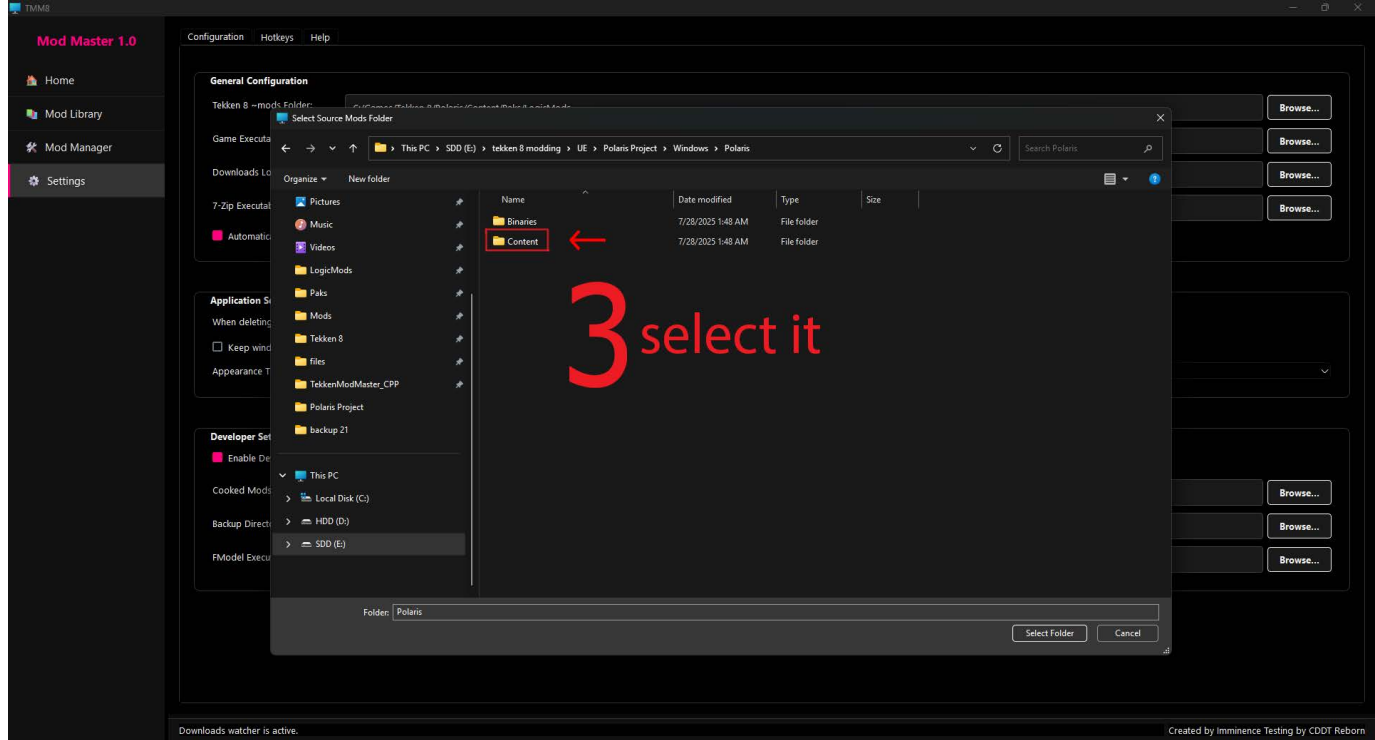 TMM8
Mod Master 1.0
Home
Mod Library
Mod Manager
Settings
Configuration Hotkeys Help
General Configuration
Tekken 8 ~mods Folder:
Browse...
Game Executa
Browse...
Downloads Lo
Browse...
7-Zip Executal
Browse...
Automatic
Application Se
When deleting
Keep wind
Appearance T
Developer Set
Enable De
Cooked Mods
Browse...
Backup Direct
Browse...
FModel Execu
Browse...
Select Source Mods Folder
This PC > SDD (E:) > tekken 8 modding > UE > Polaris Project > Windows > Polaris
Search Polaris
Organize New folder
Name Date modified Type Size
Binaries 7/28/2025 1:48 AM File folder
Content 7/28/2025 1:48 AM File folder
Pictures
Music
Videos
LogicMods
Paks
Mods
Tekken 8
files
TekkenModMaster_CPP
Polaris Project
backup 21
This PC
Local Disk (C:)
HDD (D:)
SDD (E:)
3 select it
Folder: Polaris
Select Folder Cancel
Downloads watcher is active.
Created by Imminence Testing by CDDT Reborn